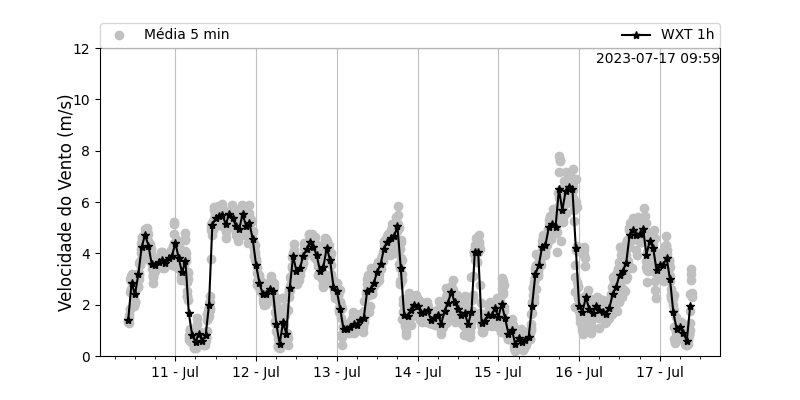 Média 5 min
WXT 1h
2023-07-17 09:59
Velocidade do Vento (m/s)
12
10
8
6
4
2
0
11 - Jul
12 - Jul
13 - Jul
14 - Jul
15 - Jul
16 - Jul
17 - Jul